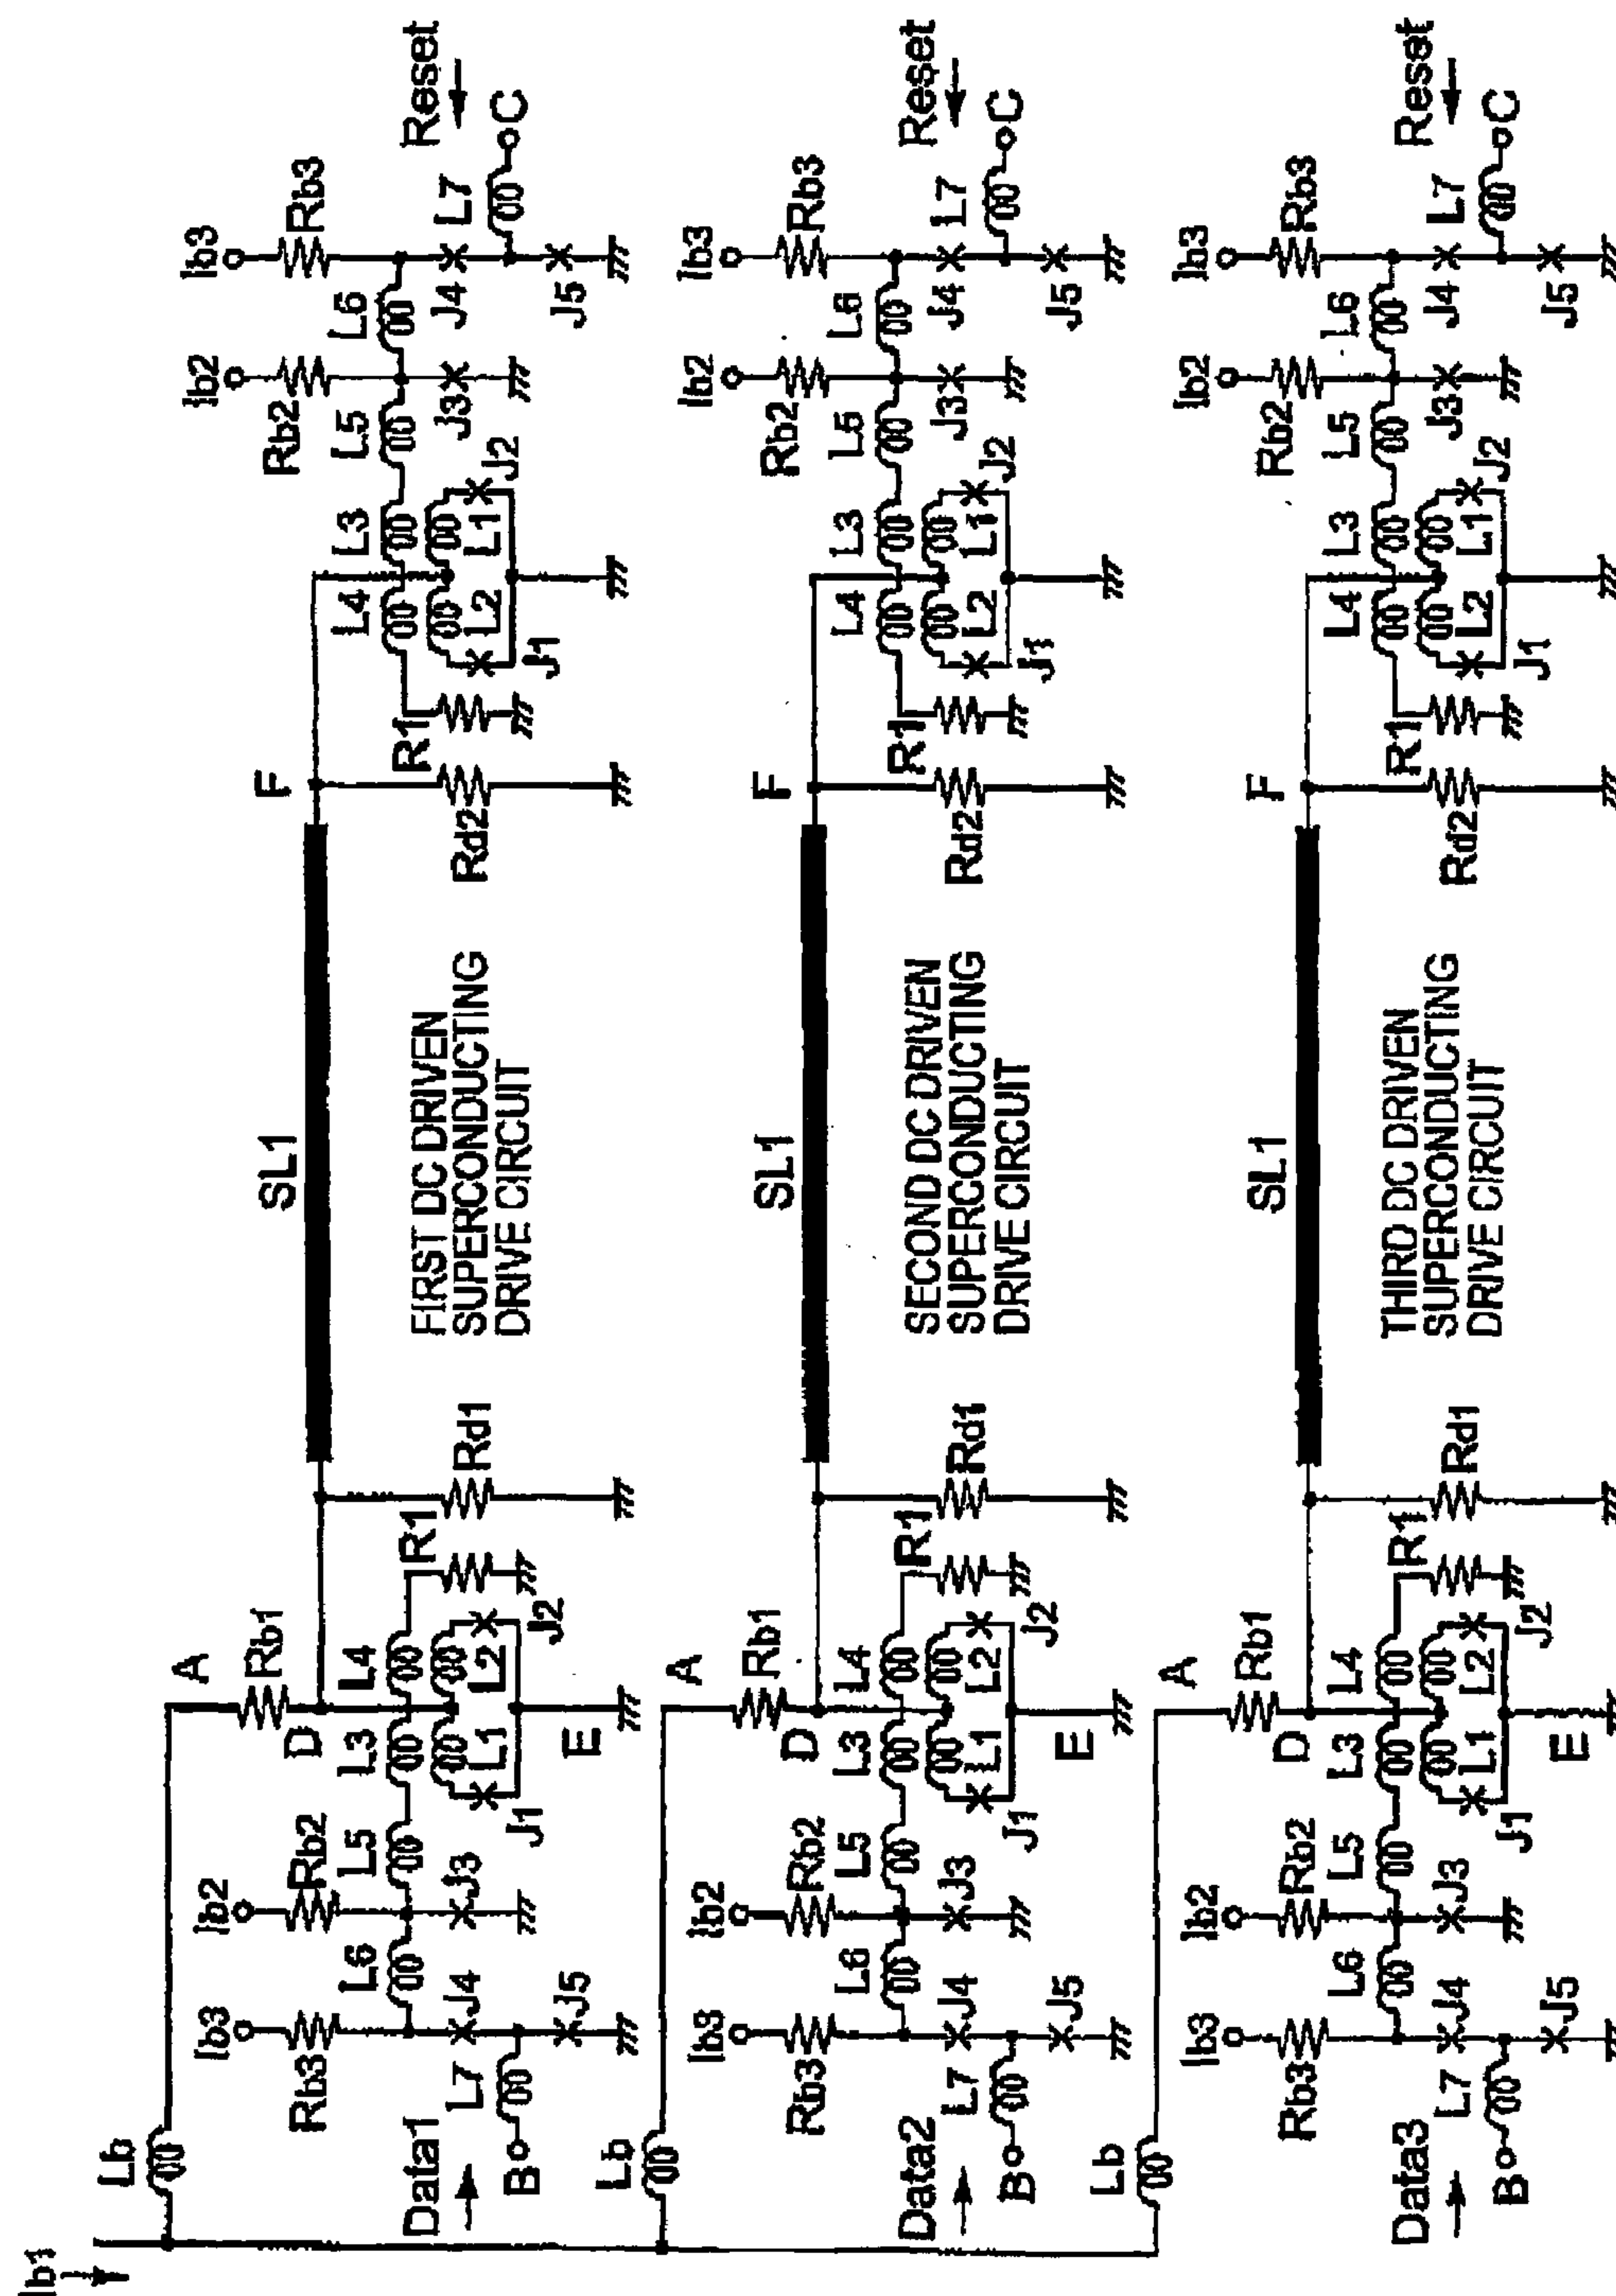 Ib1
Lb
A
Ib3
Ib2
Rb1
Rb3
Rb2
D
L6
L5
L3
L4
Data1
L7
J4
J3
L1
L2
R1
B
J5
J1
J2
E
Rd1
SL1
FIRST DC DRIVEN
SUPERCONDUCTING
DRIVE CIRCUIT
F
Rd2
R1
L4
L3
L2
L1
J1
J2
Rb2
Ib2
L5
J3
L6
Ib3
Rb3
J4
J5
L7
Reset
C
Lb
A
Ib3
Ib2
Rb1
Rb3
Rb2
D
L6
L5
L3
L4
Data2
L7
J4
J3
L1
L2
R1
B
J5
J1
J2
E
Rd1
SL1
SECOND DC DRIVEN
SUPERCONDUCTING
DRIVE CIRCUIT
F
Rd2
R1
L4
L3
L2
L1
J1
J2
Rb2
Ib2
L5
J3
L6
Ib3
Rb3
J4
J5
L7
Reset
C
Lb
A
Ib3
Ib2
Rb1
Rb3
Rb2
D
L6
L5
L3
L4
Data3
L7
J4
J3
L1
L2
R1
B
J5
J1
J2
E
Rd1
SL1
THIRD DC DRIVEN
SUPERCONDUCTING
DRIVE CIRCUIT
F
Rd2
R1
L4
L3
L2
L1
J1
J2
Rb2
Ib2
L5
J3
L6
Ib3
Rb3
J4
J5
L7
Reset
C